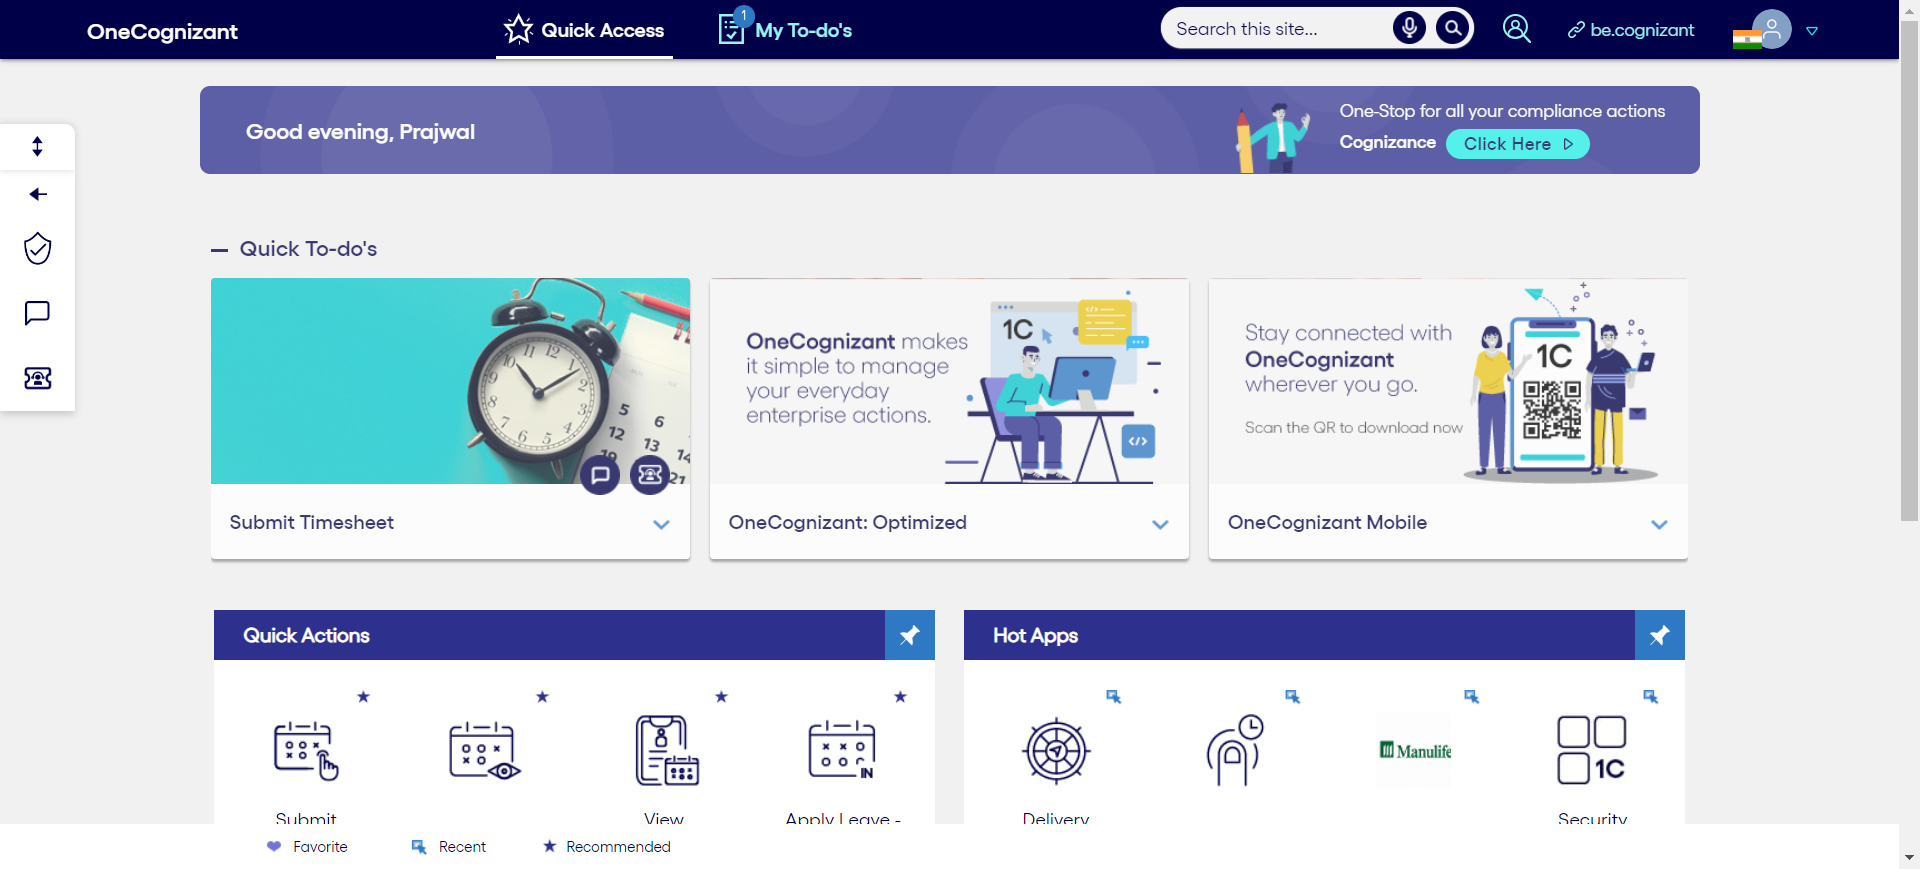 OneCognizant
Quick Access
1
My To-do's
Search this site...
be.cognizant
Good evening, Prajwal
One-Stop for all your compliance actions
Cognizance
Click Here
Quick To-do's
10 11 12 1 2 3 4 5 6 7 8 9
5 6
12 13 14
19 21
OneCognizant makes
it simple to manage
your everyday
enterprise actions.
1C
</>
</>
Stay connected with
OneCognizant
wherever you go.
Scan the QR to download now
1C
Submit Timesheet
OneCognizant: Optimized
OneCognizant Mobile
Quick Actions
Hot Apps
IN
Manulife
1C
Submit
View
Apply Leave -
Delivery
Security
Favorite
Recent
Recommended